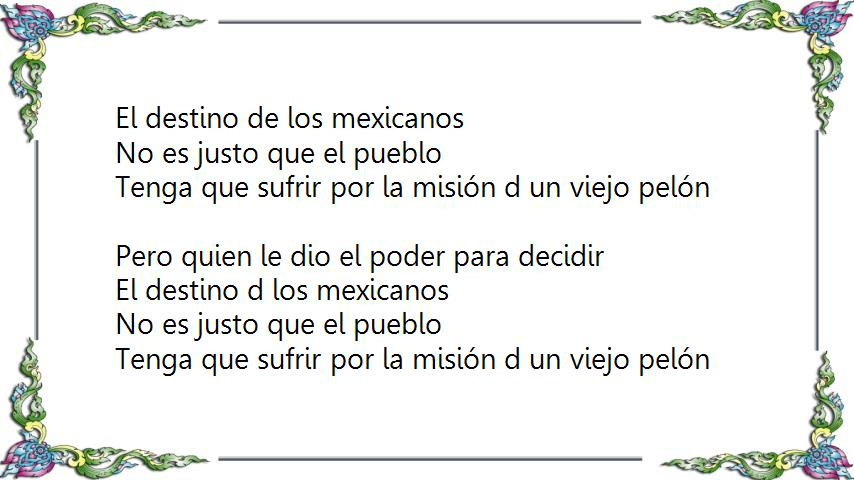 El destino de los mexicanos
No es justo que el pueblo
Tenga que sufrir por la misión d un viejo pelón
Pero quien le dio el poder para decidir
El destino d los mexicanos
No es justo que el pueblo
Tenga que sufrir por la misión d un viejo pelón